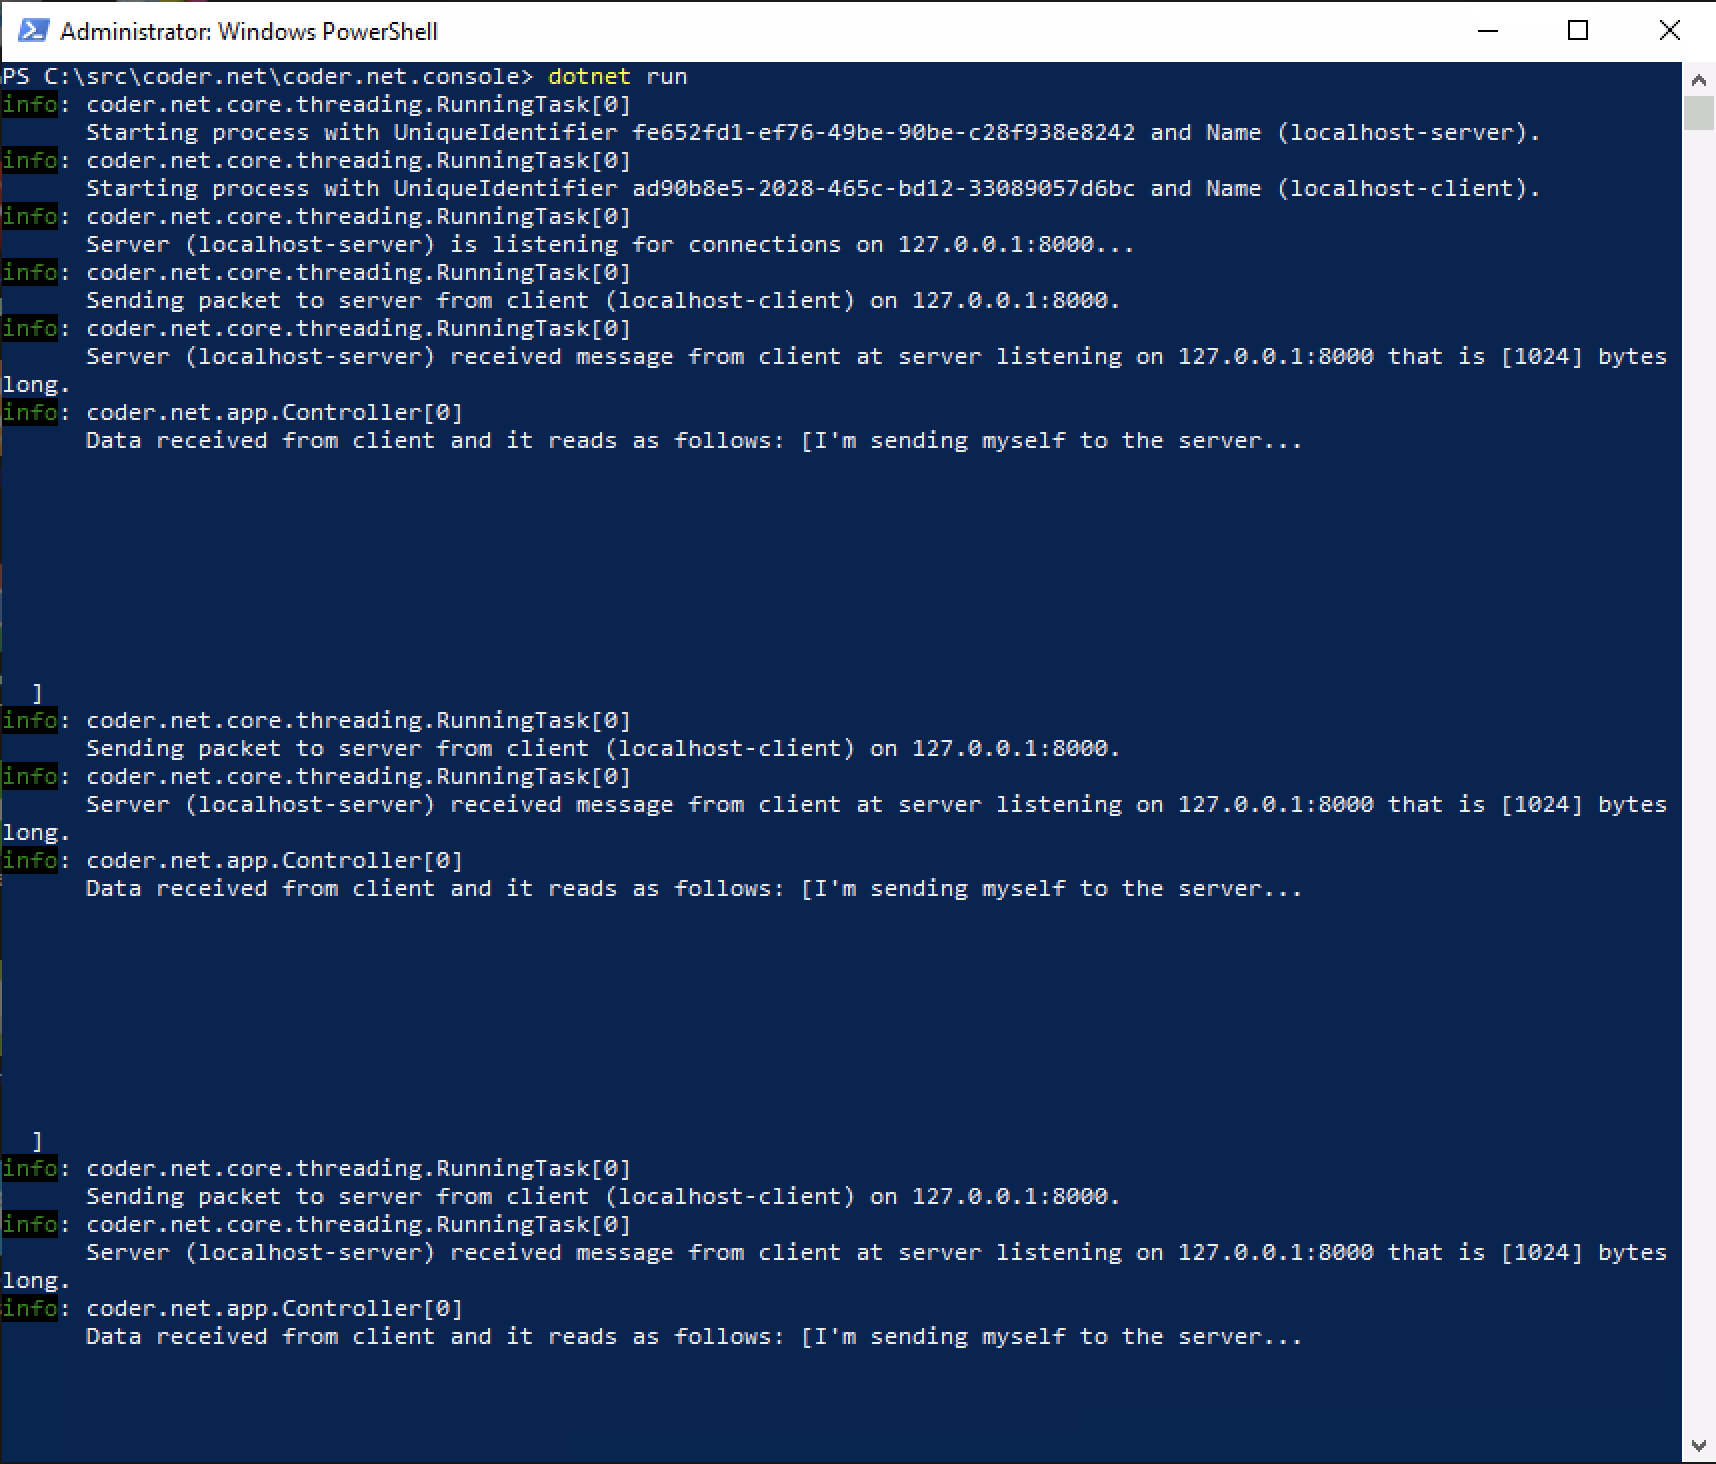 Administrator: Windows PowerShell
PS C:\src\coder.net\coder.net.console> dotnet run
info: coder.net.core.threading.RunningTask[0]
Starting process with UniqueIdentifier fe652fd1-ef76-49be-90be-c28f938e8242 and Name (localhost-server).
info: coder.net.core.threading.RunningTask[0]
Starting process with UniqueIdentifier ad90b8e5-2028-465c-bd12-33089057d6bc and Name (localhost-client).
info: coder.net.core.threading.RunningTask[0]
Server (localhost-server) is listening for connections on 127.0.0.1:8000...
info: coder.net.core.threading.RunningTask[0]
Sending packet to server from client (localhost-client) on 127.0.0.1:8000.
info: coder.net.core.threading.RunningTask[0]
Server (localhost-server) received message from client at server listening on 127.0.0.1:8000 that is [1024] bytes
long.
info: coder.net.app.Controller[0]
Data received from client and it reads as follows: [I'm sending myself to the server...
]
info: coder.net.core.threading.RunningTask[0]
Sending packet to server from client (localhost-client) on 127.0.0.1:8000.
info: coder.net.core.threading.RunningTask[0]
Server (localhost-server) received message from client at server listening on 127.0.0.1:8000 that is [1024] bytes
long.
info: coder.net.app.Controller[0]
Data received from client and it reads as follows: [I'm sending myself to the server...
]
info: coder.net.core.threading.RunningTask[0]
Sending packet to server from client (localhost-client) on 127.0.0.1:8000.
info: coder.net.core.threading.RunningTask[0]
Server (localhost-server) received message from client at server listening on 127.0.0.1:8000 that is [1024] bytes
long.
info: coder.net.app.Controller[0]
Data received from client and it reads as follows: [I'm sending myself to the server...